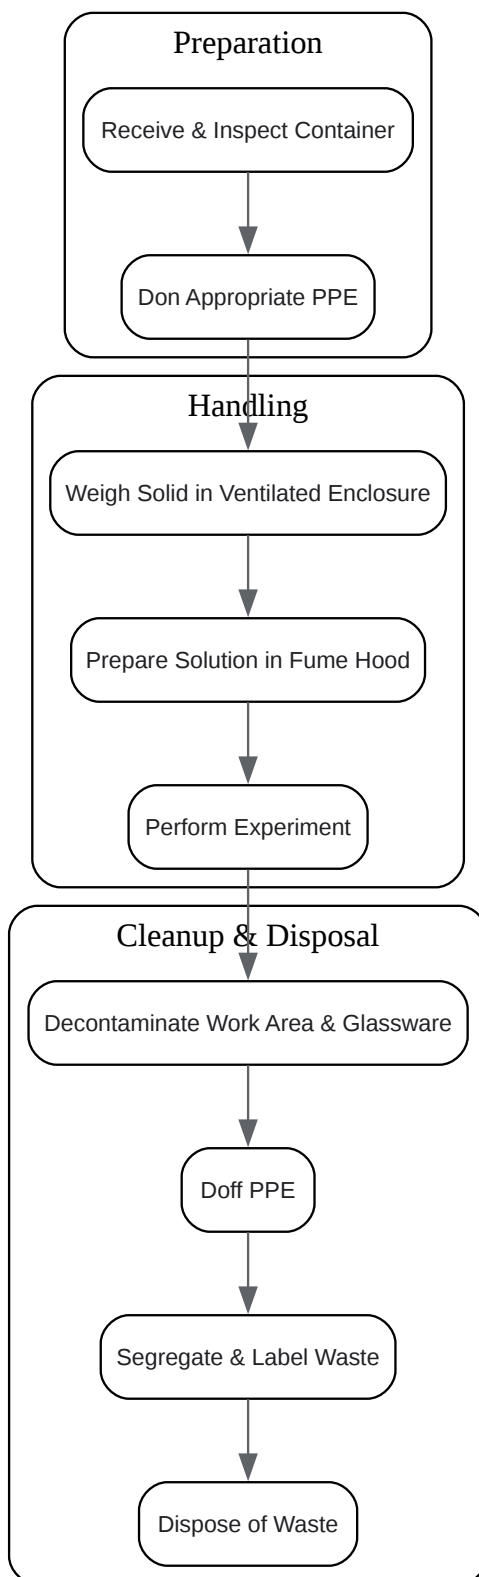 Preparation
Receive & Inspect Container
Don Appropriate PPE
Handling
Weigh Solid in Ventilated Enclosure
Prepare Solution in Fume Hood
Perform Experiment
Cleanup & Disposal
Decontaminate Work Area & Glassware
Doff PPE
Segregate & Label Waste
Dispose of Waste